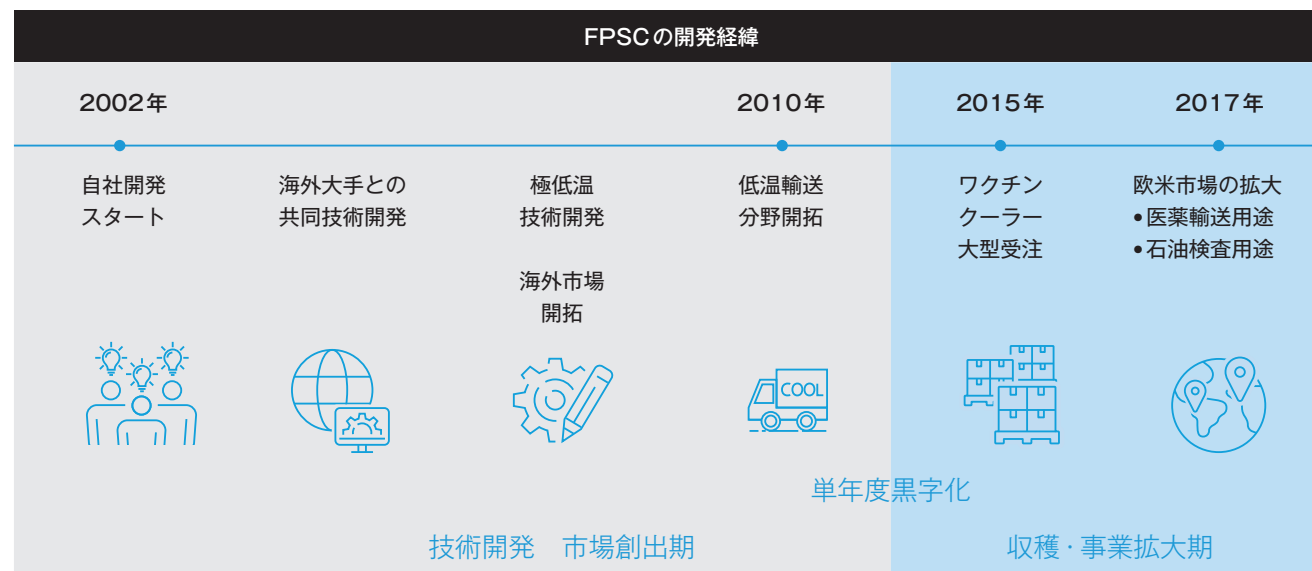 FPSCの開発経緯
2002年
2010年
2015年
2017年
自社開発
スタート
海外大手との
共同技術開発
極低温
技術開発
海外市場
開拓
低温輸送
分野開拓
ワクチン
クーラー
大型受注
欧米市場の拡大
•医薬輸送用途
•石油検査用途
COOL
単年度黒字化
技術開発　市場創出期
収穫・事業拡大期